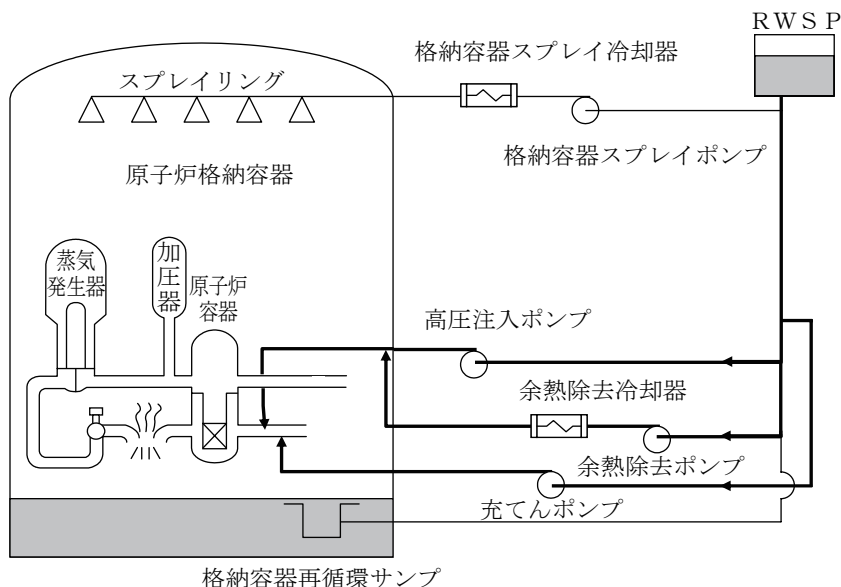 RWSP
格納容器スプレイ冷却器
スプレイリング
格納容器スプレイポンプ
原子炉格納容器
蒸気
発生器
加
圧
器
原子炉
容器
高圧注入ポンプ
余熱除去冷却器
余熱除去ポンプ
充てんポンプ
格納容器再循環サンプ